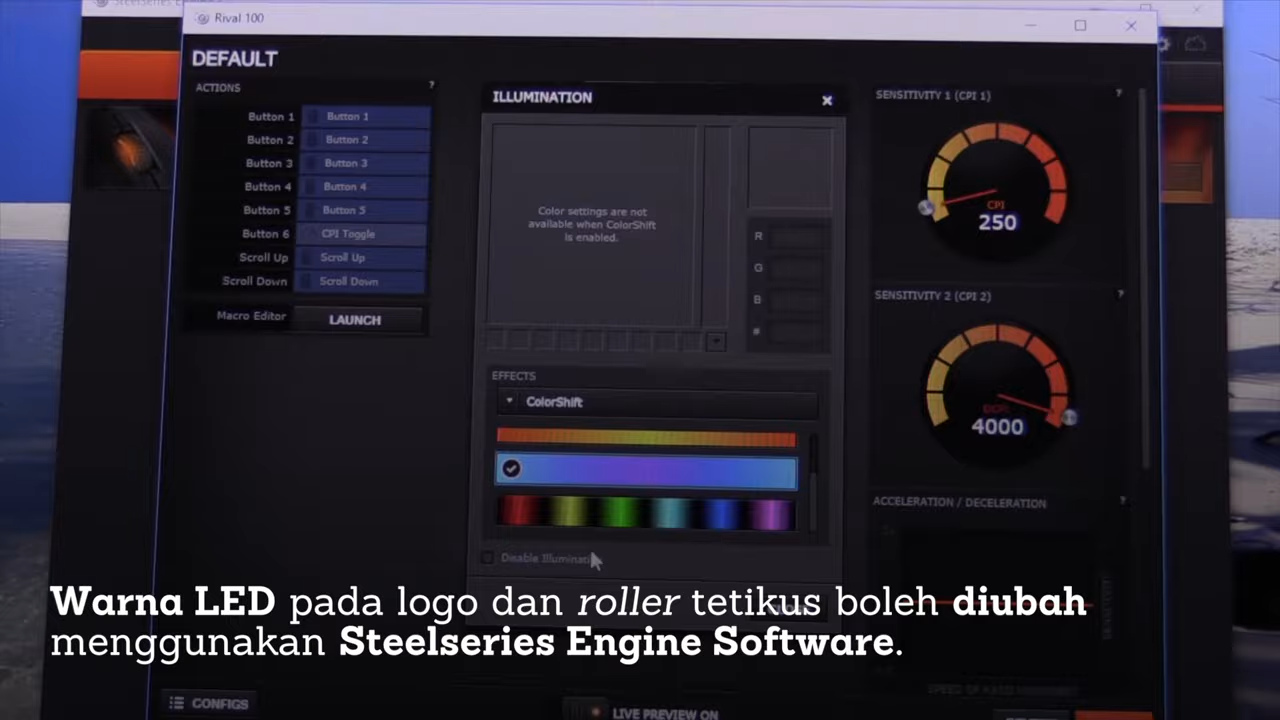 SteelSeries
Rival 100
DEFAULT
ACTIONS
?
Button 1 Button 1
Button 2 Button 2
Button 3 Button 3
Button 4 Button 4
Button 5 Button 5
Button 6 CPI Toggle
Scroll Up Scroll Up
Scroll Down Scroll Down
Macro Editor LAUNCH
ILLUMINATION
Color settings are not
available when ColorShift
is enabled.
R
G
B
#
EFFECTS
ColorShift
Disable
SENSITIVITY 1 (CPI 1)
?
CPI
250
SENSITIVITY 2 (CPI 2)
?
4000
ACCELERATION / DECELERATION
?
Warna LED pada logo dan roller tetikus boleh diubah
menggunakan Steelseries Engine Software.
CONFIGS
LIVE PREVIEW ON